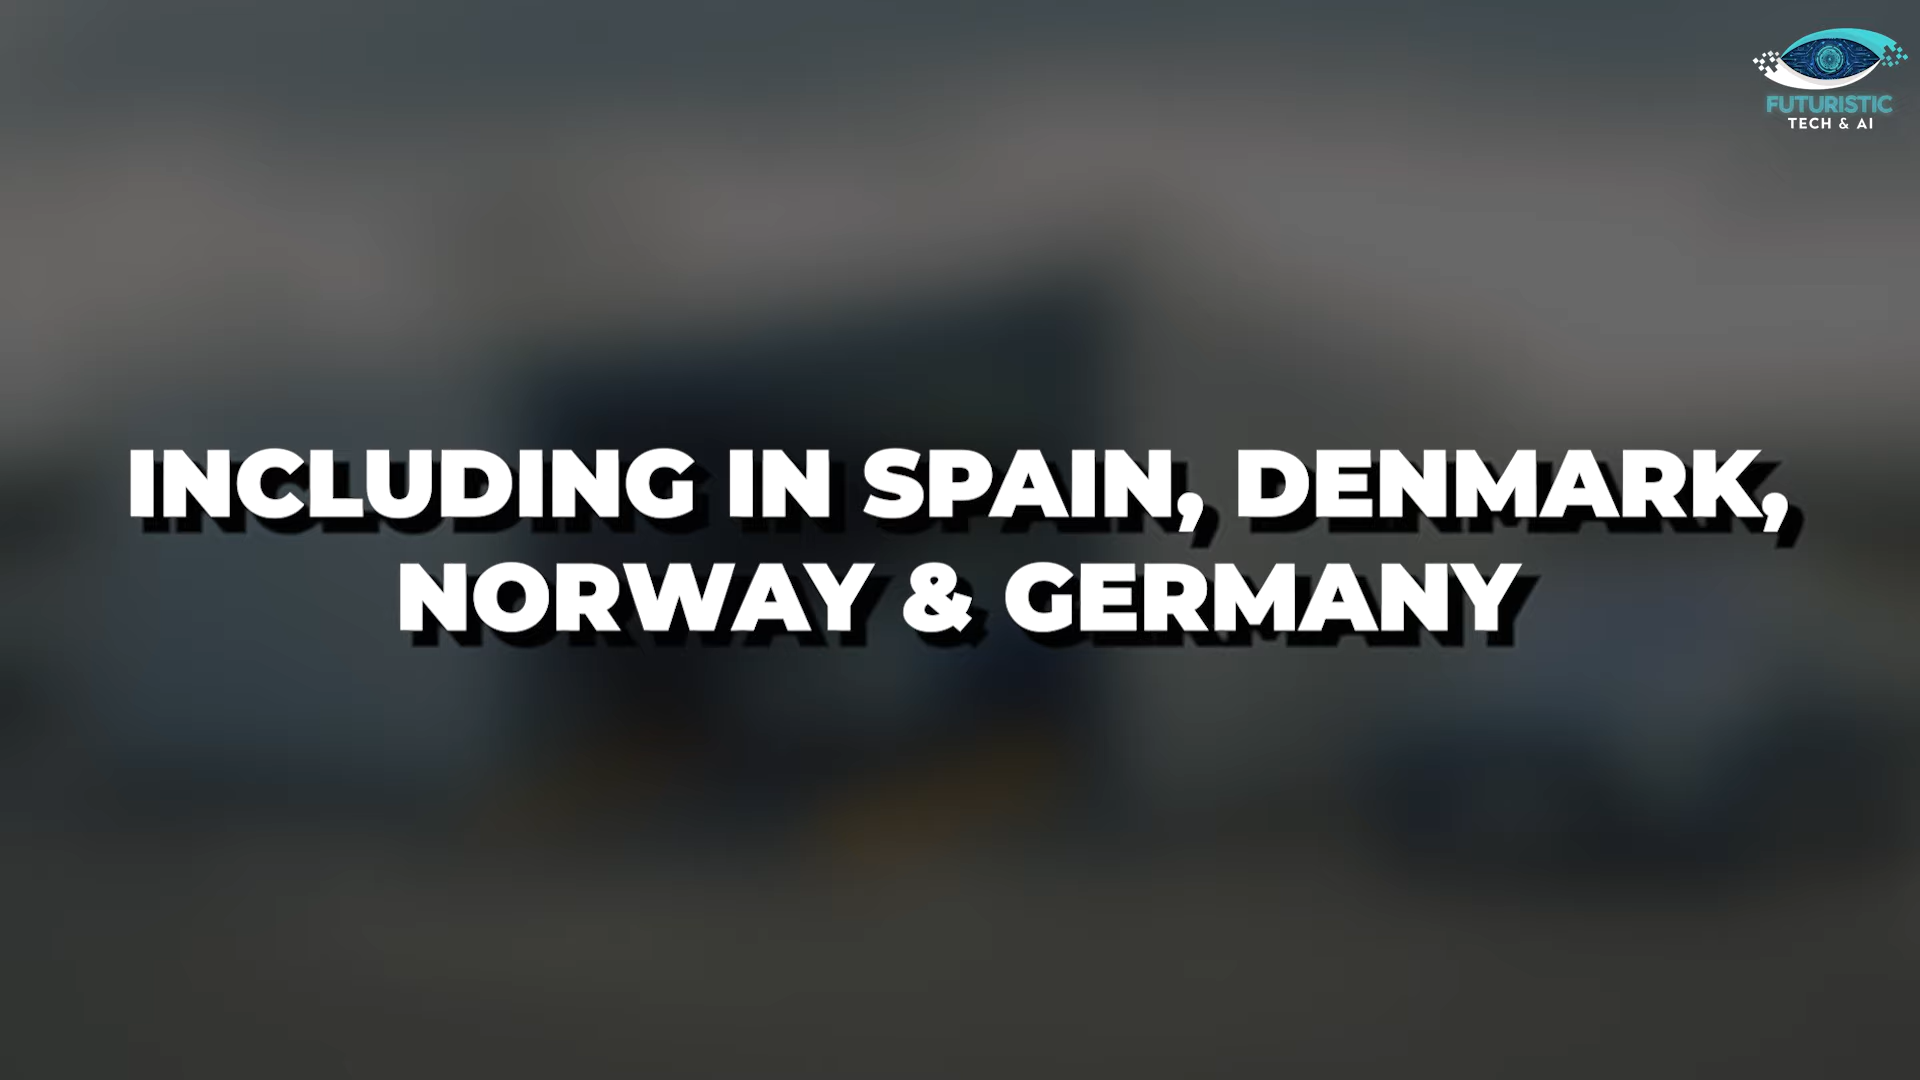 FUTURISTIC
TECH & AI
INCLUDING IN SPAIN, DENMARK,
NORWAY & GERMANY